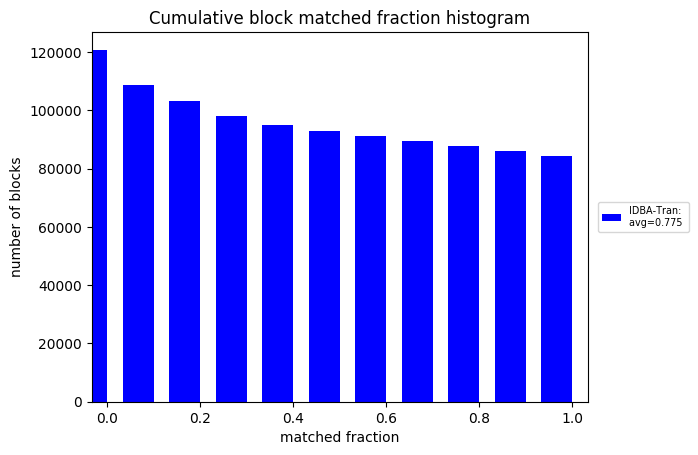 Cumulative block matched fraction histogram
120000
100000
80000
60000
40000
20000
0
number of blocks
0.0 0.2 0.4 0.6 0.8 1.0
matched fraction
IDBA-Tran:
avg=0.775